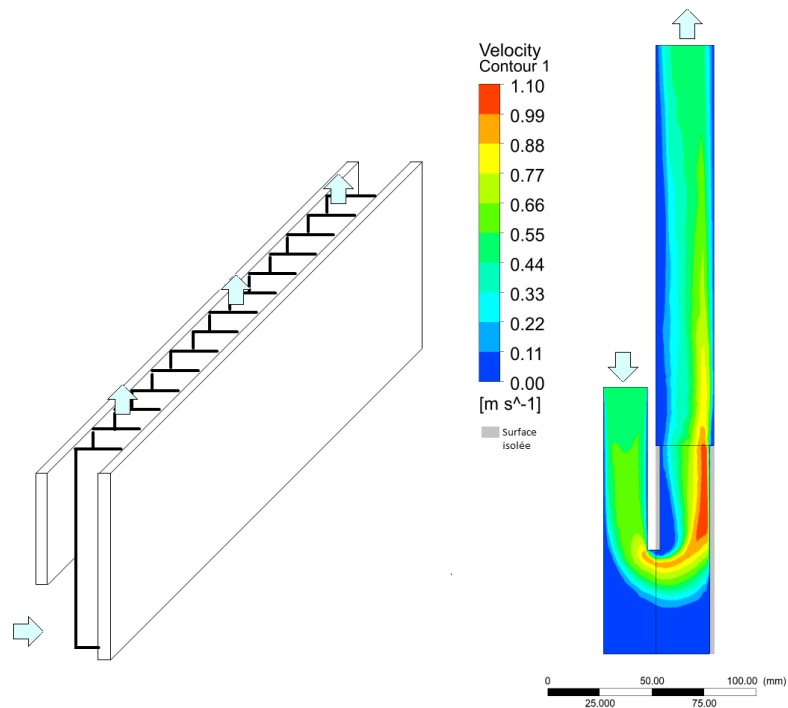 Velocity
Contour 1
1.10
0.99
0.88
0.77
0.66
0.55
0.44
0.33
0.22
0.11
0.00
[m s^-1]
Surface
isolée
0 50.00 100.00 (mm)
25.000 75.00